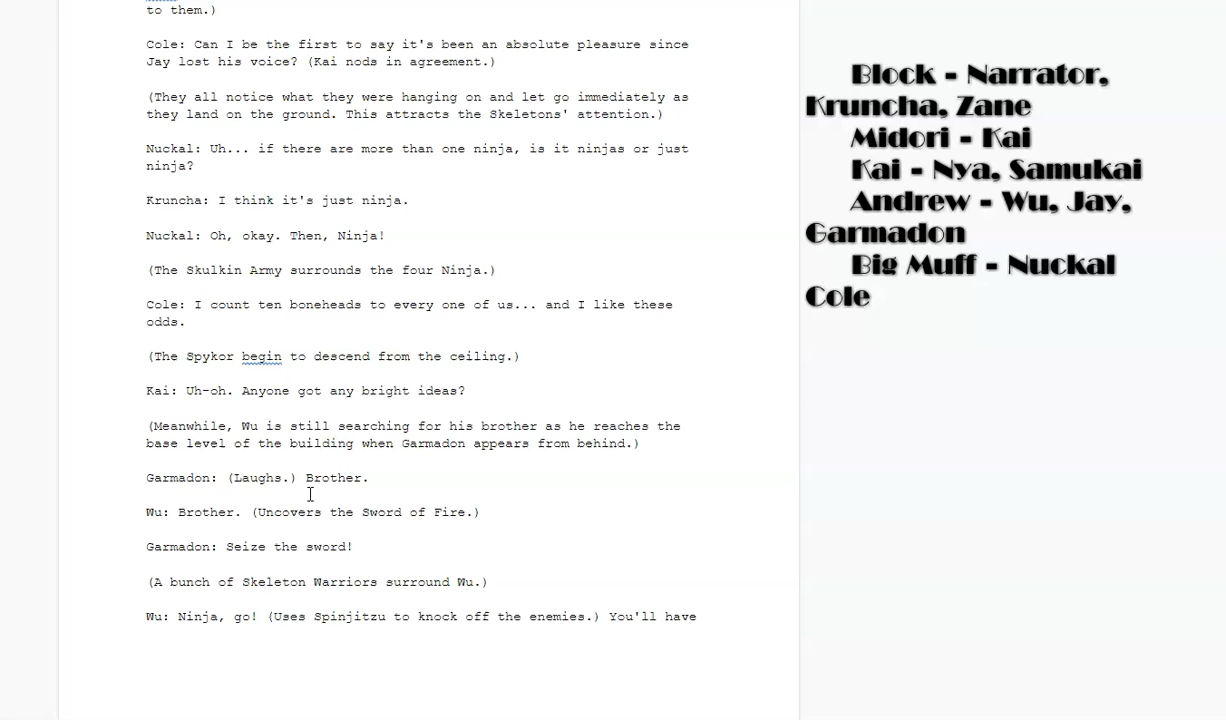 to them.)
Cole: Can I be the first to say it's been an absolute pleasure since
Jay lost his voice? (Kai nods in agreement.)
(They all notice what they were hanging on and let go immediately as
they land on the ground. This attracts the Skeletons' attention.)
Nuckal: Uh... if there are more than one ninja, is it ninjas or just
ninja?
Kruncha: I think it's just ninja.
Nuckal: Oh, okay. Then, Ninja!
(The Skulkin Army surrounds the four Ninja.)
Cole: I count ten boneheads to every one of us... and I like these
odds.
(The Spykor begin to descend from the ceiling.)
Kai: Uh-oh. Anyone got any bright ideas?
(Meanwhile, Wu is still searching for his brother as he reaches the
base level of the building when Garmadon appears from behind.)
Garmadon: (Laughs.) Brother.
Wu: Brother. (Uncovers the Sword of Fire.)
Garmadon: Seize the sword!
(A bunch of Skeleton Warriors surround Wu.)
Wu: Ninja, go! (Uses Spinjitzu to knock off the enemies.) You'll have
Block - Narrator,
Kruncha, Zane
Midori - Kai
Kai - Nya, Samukai
Andrew - Wu, Jay,
Garmadon
Big Muff - Nuckal
Cole